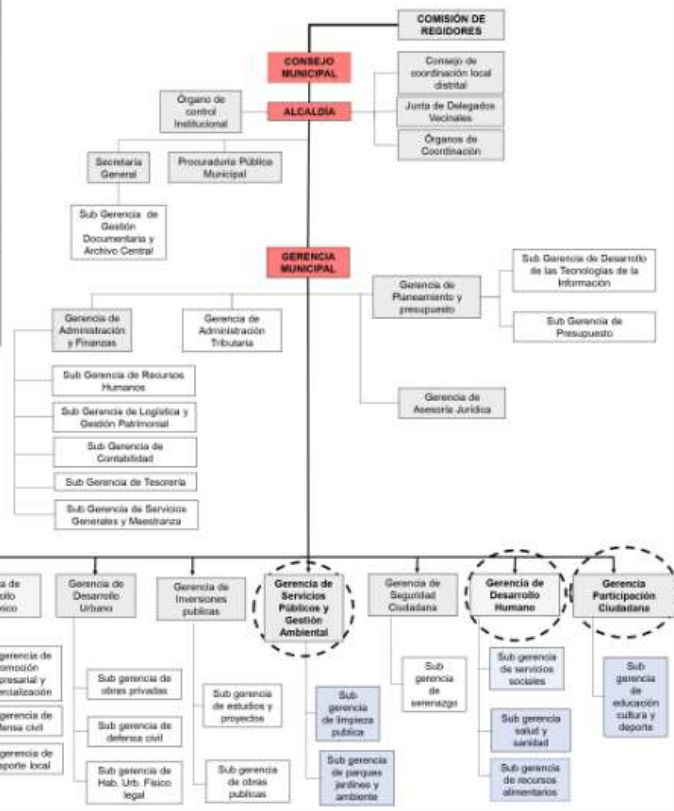 COMISIÓN DE
REGIDORES
CONSEJO
MUNICIPAL
Consejo de
coordinación local
distrital
Órgano de
control
Institucional
ALCALDÍA
Junta de Delegados
Vecinales
Órganos de
Coordinación
Secretaría
General
Procuraduría Pública
Municipal
Sub Gerencia de
Gestión
Documentaria y
Archivo Central
GERENCIA
MUNICIPAL
Sub Gerencia de Desarrollo
de las Tecnologías de la
Información
Gerencia de
Planeamiento y
presupuesto
Sub Gerencia de
Presupuesto
Gerencia de
Administración
y Finanzas
Gerencia de
Administración
Tributaria
Sub Gerencia de Recursos
Humanos
Gerencia de
Asesoría Jurídica
Sub Gerencia de Logística y
Gestión Patrimonial
Sub Gerencia de
Contabilidad
Sub Gerencia de Tesorería
Sub Gerencia de Servicios
Generales y Maestranza
Gerencia de
Desarrollo
Urbano
Gerencia de
Inversiones
publicas
Gerencia de
Servicios
Públicos y
Gestión
Ambiental
Gerencia de
Seguridad
Ciudadana
Gerencia de
Desarrollo
Humano
Gerencia
Participación
Ciudadana
Sub gerencia de
obras privadas
Sub gerencia de
defensa civil
Sub gerencia de
Hab. Urb. Físico
legal
Sub gerencia
de estudios y
proyectos
Sub gerencia
de obras
publicas
Sub
gerencia
de limpieza
publica
Sub gerencia
de parques
jardines y
ambiente
Sub
gerencia
de
serenazgo
Sub gerencia
de servicios
sociales
Sub gerencia
salud y
sanidad
Sub gerencia
de recursos
alimentarios
Sub
gerencia
de
educación
cultura y
deporte